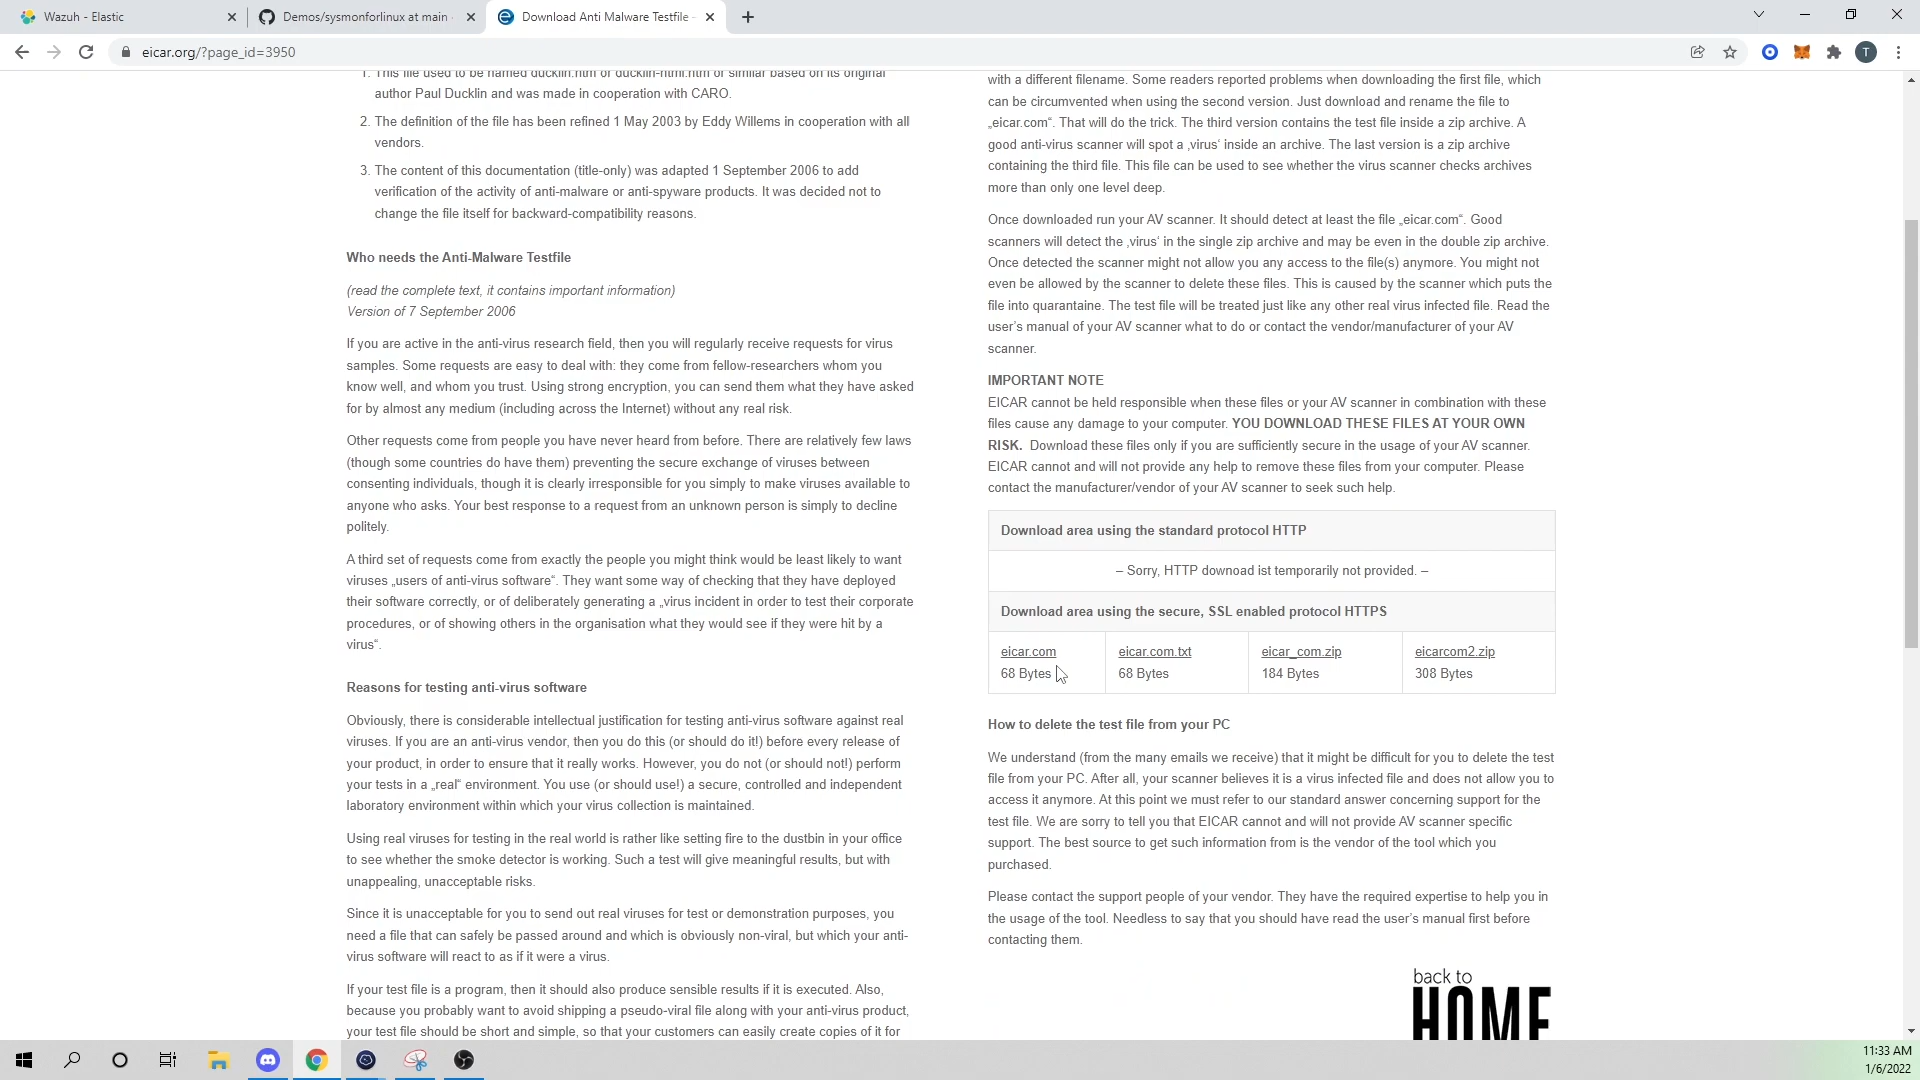 Wazuh - Elastic
Demos/sysmonforlinux at main
Download Anti Malware Testfile -
eicar.org/?page_id=3950
T
1. This file used to be named ducklin.htm or ducklin-html.htm or similar based on its original
author Paul Ducklin and was made in cooperation with CARO.
2. The definition of the file has been refined 1 May 2003 by Eddy Willems in cooperation with all
vendors.
3. The content of this documentation (title-only) was adapted 1 September 2006 to add
verification of the activity of anti-malware or anti-spyware products. It was decided not to
change the file itself for backward-compatibility reasons.
Who needs the Anti-Malware Testfile
(read the complete text, it contains important information)
Version of 7 September 2006
If you are active in the anti-virus research field, then you will regularly receive requests for virus
samples. Some requests are easy to deal with: they come from fellow-researchers whom you
know well, and whom you trust. Using strong encryption, you can send them what they have asked
for by almost any medium (including across the Internet) without any real risk.
Other requests come from people you have never heard from before. There are relatively few laws
(though some countries do have them) preventing the secure exchange of viruses between
consenting individuals, though it is clearly irresponsible for you simply to make viruses available to
anyone who asks. Your best response to a request from an unknown person is simply to decline
politely.
A third set of requests come from exactly the people you might think would be least likely to want
viruses „users of anti-virus software“. They want some way of checking that they have deployed
their software correctly, or of deliberately generating a „virus incident in order to test their corporate
procedures, or of showing others in the organisation what they would see if they were hit by a
virus“.
Reasons for testing anti-virus software
Obviously, there is considerable intellectual justification for testing anti-virus software against real
viruses. If you are an anti-virus vendor, then you do this (or should do it!) before every release of
your product, in order to ensure that it really works. However, you do not (or should not!) perform
your tests in a „real“ environment. You use (or should use!) a secure, controlled and independent
laboratory environment within which your virus collection is maintained.
Using real viruses for testing in the real world is rather like setting fire to the dustbin in your office
to see whether the smoke detector is working. Such a test will give meaningful results, but with
unappealing, unacceptable risks.
Since it is unacceptable for you to send out real viruses for test or demonstration purposes, you
need a file that can safely be passed around and which is obviously non-viral, but which your anti-
virus software will react to as if it were a virus.
If your test file is a program, then it should also produce sensible results if it is executed. Also,
because you probably want to avoid shipping a pseudo-viral file along with your anti-virus product,
your test file should be short and simple, so that your customers can easily create copies of it for
with a different filename. Some readers reported problems when downloading the first file, which
can be circumvented when using the second version. Just download and rename the file to
„eicar.com“. That will do the trick. The third version contains the test file inside a zip archive. A
good anti-virus scanner will spot a ‚virus‘ inside an archive. The last version is a zip archive
containing the third file. This file can be used to see whether the virus scanner checks archives
more than only one level deep.
Once downloaded run your AV scanner. It should detect at least the file „eicar.com“. Good
scanners will detect the ‚virus‘ in the single zip archive and may be even in the double zip archive.
Once detected the scanner might not allow you any access to the file(s) anymore. You might not
even be allowed by the scanner to delete these files. This is caused by the scanner which puts the
file into quarantaine. The test file will be treated just like any other real virus infected file. Read the
user’s manual of your AV scanner what to do or contact the vendor/manufacturer of your AV
scanner.
IMPORTANT NOTE
EICAR cannot be held responsible when these files or your AV scanner in combination with these
files cause any damage to your computer. YOU DOWNLOAD THESE FILES AT YOUR OWN
RISK. Download these files only if you are sufficiently secure in the usage of your AV scanner.
EICAR cannot and will not provide any help to remove these files from your computer. Please
contact the manufacturer/vendor of your AV scanner to seek such help.
Download area using the standard protocol HTTP
– Sorry, HTTP downoad ist temporarily not provided. –
Download area using the secure, SSL enabled protocol HTTPS
eicar.com eicar.com.txt eicar_com.zip eicarcom2.zip
68 Bytes 68 Bytes 184 Bytes 308 Bytes
How to delete the test file from your PC
We understand (from the many emails we receive) that it might be difficult for you to delete the test
file from your PC. After all, your scanner believes it is a virus infected file and does not allow you to
access it anymore. At this point we must refer to our standard answer concerning support for the
test file. We are sorry to tell you that EICAR cannot and will not provide AV scanner specific
support. The best source to get such information from is the vendor of the tool which you
purchased.
Please contact the support people of your vendor. They have the required expertise to help you in
the usage of the tool. Needless to say that you should have read the user’s manual first before
contacting them.
back to
HOME
11:33 AM
1/6/2022